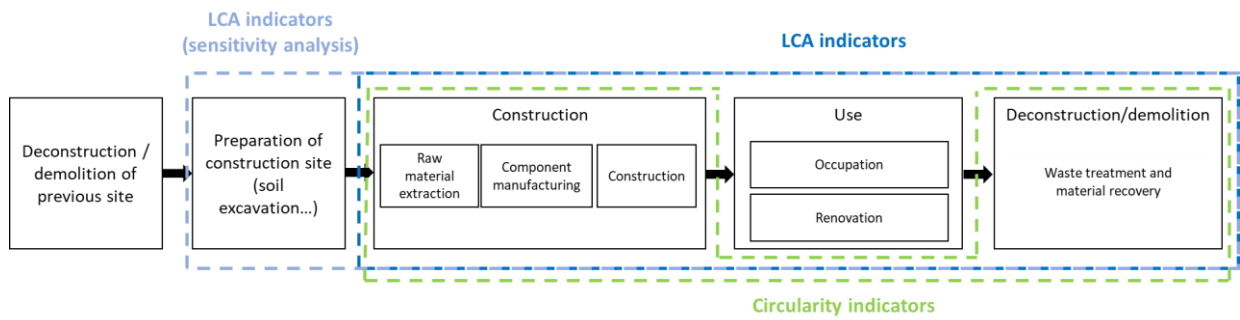 LCA indicators
(sensitivity analysis)
LCA indicators
Deconstruction /
demolition of
previous site
Preparation of
construction site
(soil
excavation...)
Construction
Raw
material
extraction
Component
manufacturing
Construction
Use
Occupation
Renovation
Deconstruction/demolition
Waste treatment and
material recovery
Circularity indicators